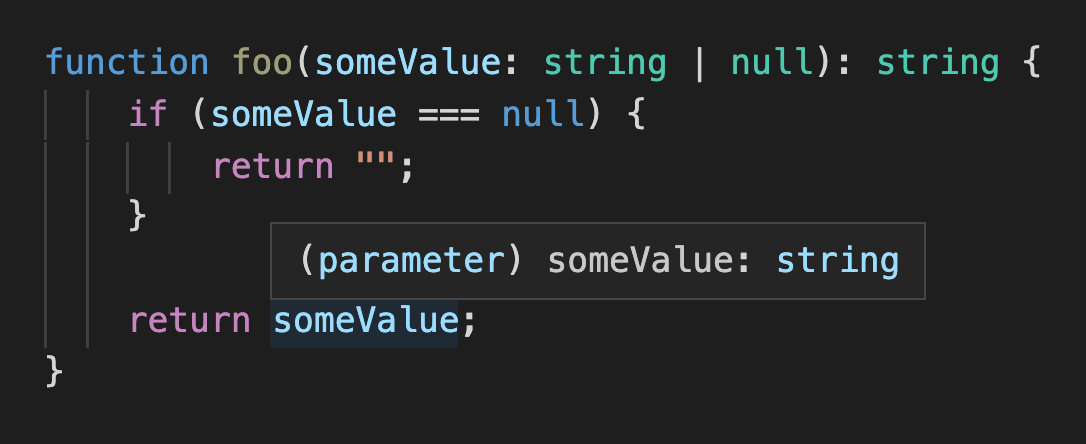 function foo(someValue: string | null): string {
if (someValue === null) {
return "";
}
(parameter) someValue: string
return someValue;
}